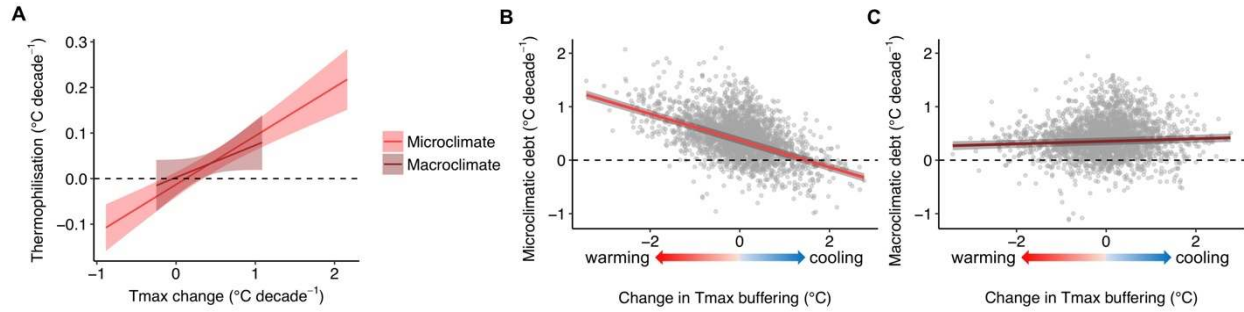 A
Thermophilisation (°C decade⁻¹)
0.3
0.2
0.1
0.0
−0.1
−1
0
1
2
Tmax change (°C decade⁻¹)
Microclimate
Macroclimate
B
Microclimatic debt (°C decade⁻¹)
2
1
0
−1
−2
0
2
warming
cooling
Change in Tmax buffering (°C)
C
Macroclimatic debt (°C decade⁻¹)
2
1
0
−1
−2
0
2
warming
cooling
Change in Tmax buffering (°C)